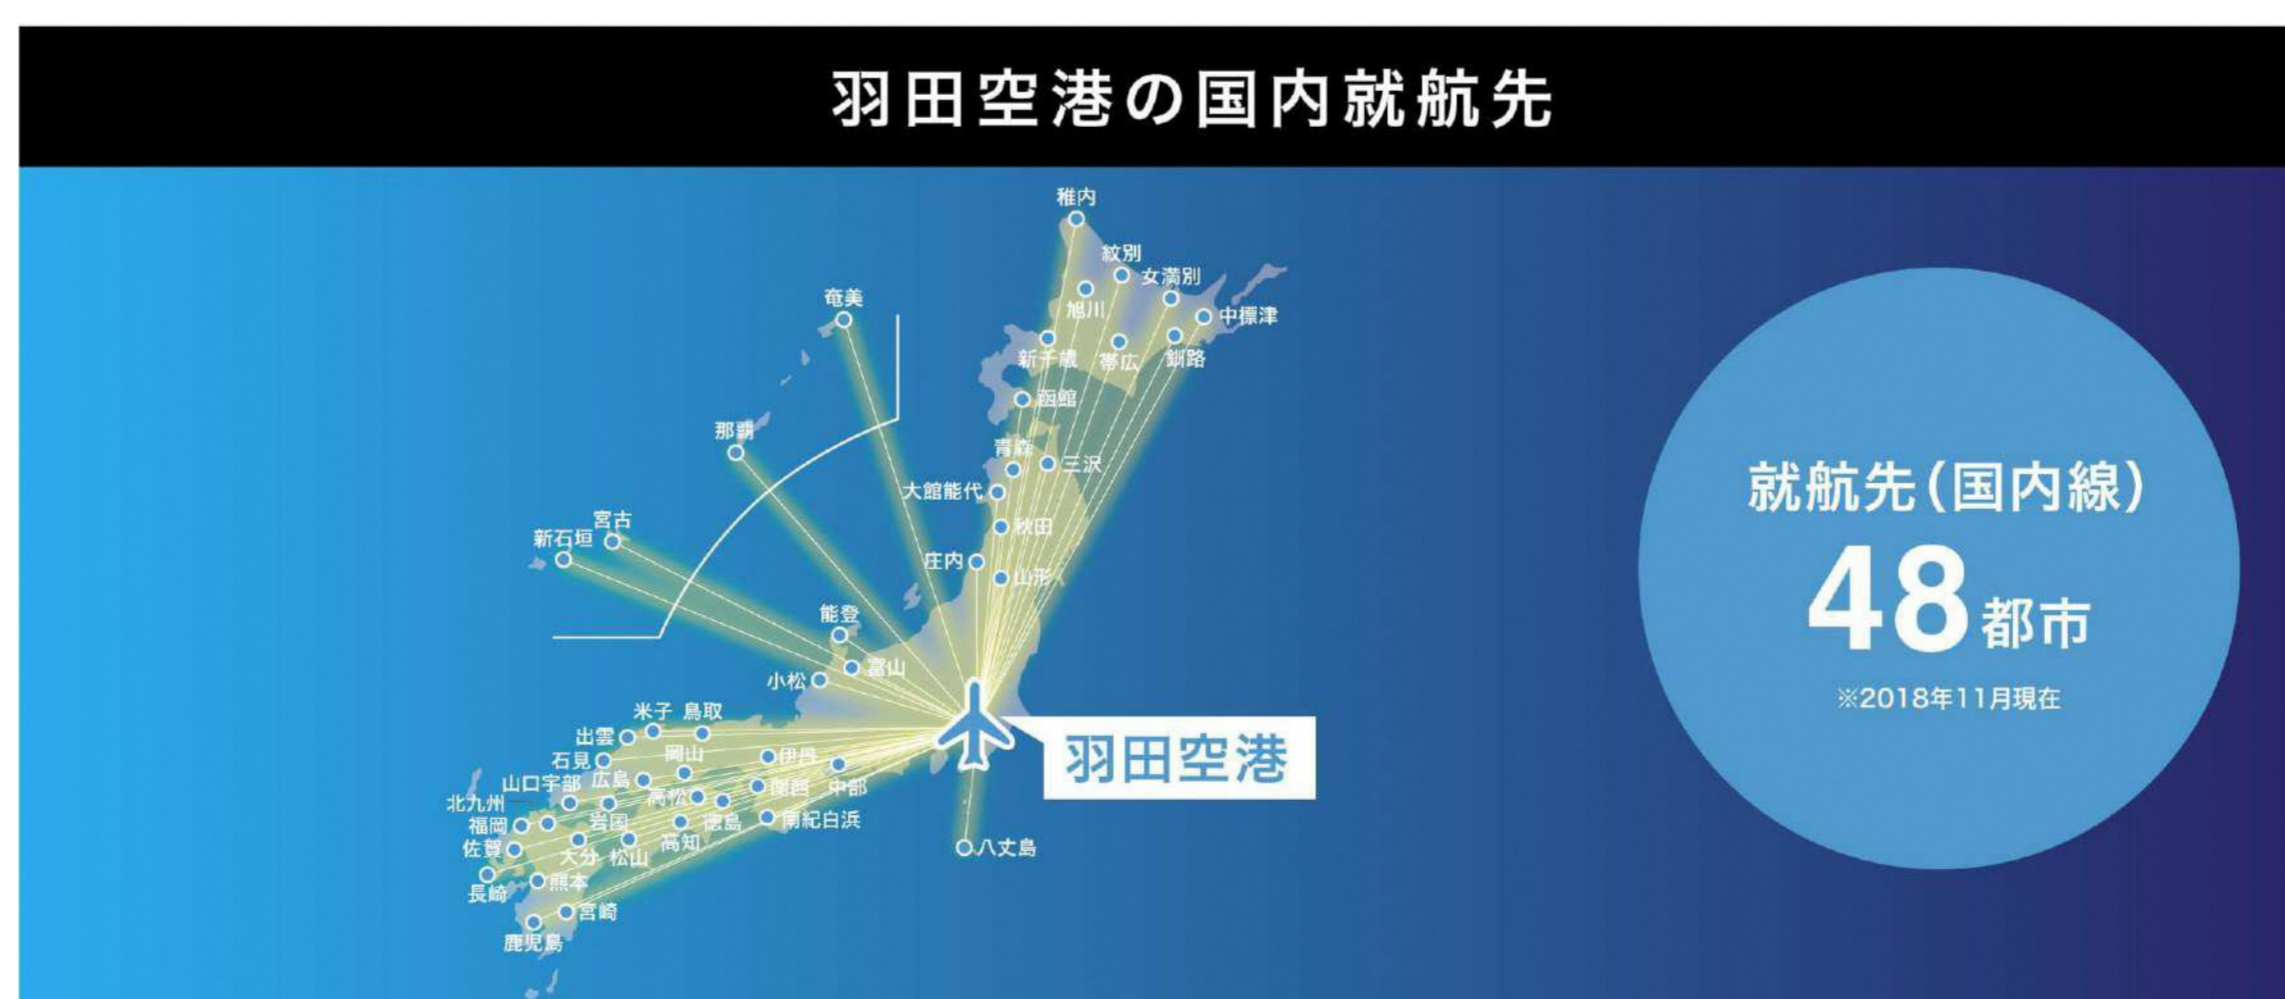 羽田空港の国内就航先
稚内
紋別
女満別
旭川
中標津
新千歳
帯広
釧路
函館
奄美
那覇
宮古
新石垣
青森
三沢
大館能代
秋田
庄内
山形
能登
富山
小松
米子
鳥取
出雲
石見
岡山
伊丹
山口宇部
広島
関西
中部
北九州
高松
福岡
岩国
徳島
南紀白浜
佐賀
大分
松山
高知
八丈島
長崎
熊本
宮崎
鹿児島
羽田空港
就航先(国内線)
48都市
※2018年11月現在